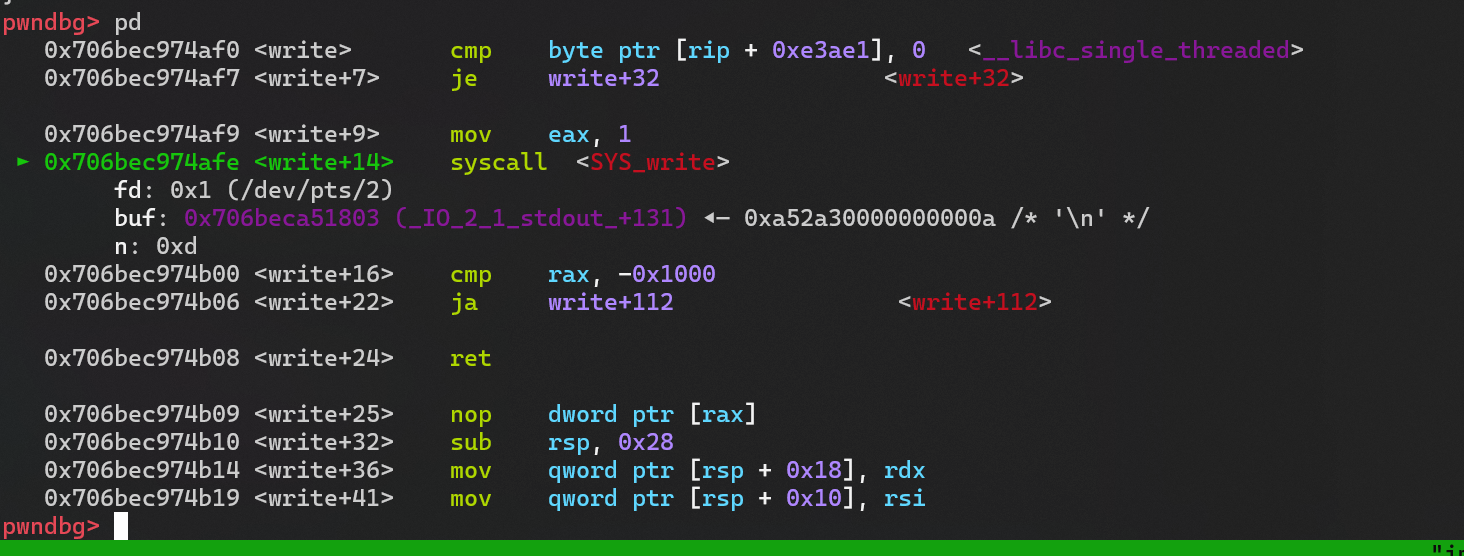 pwndbg> pd
0x706bec974af0 <write> cmp byte ptr [rip + 0xe3ae1], 0 <__libc_single_threaded>
0x706bec974af7 <write+7> je write+32 <write+32>
0x706bec974af9 <write+9> mov eax, 1
► 0x706bec974afe <write+14> syscall <SYS_write>
fd: 0x1 (/dev/pts/2)
buf: 0x706beca51803 (_IO_2_1_stdout_+131) ◂— 0xa52a30000000000a /* '\n' */
n: 0xd
0x706bec974b00 <write+16> cmp rax, -0x1000
0x706bec974b06 <write+22> ja write+112 <write+112>
0x706bec974b08 <write+24> ret
0x706bec974b09 <write+25> nop dword ptr [rax]
0x706bec974b10 <write+32> sub rsp, 0x28
0x706bec974b14 <write+36> mov qword ptr [rsp + 0x18], rdx
0x706bec974b19 <write+41> mov qword ptr [rsp + 0x10], rsi
pwndbg>